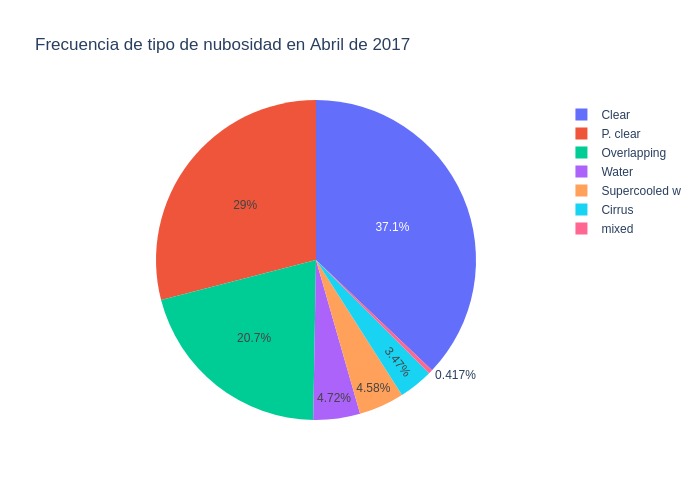 Frecuencia de tipo de nubosidad en Abril de 2017
Clear
P. clear
Overlapping
Water
Supercooled w
Cirrus
mixed
37.1%
29%
20.7%
4.72%
4.58%
3.47%
0.417%